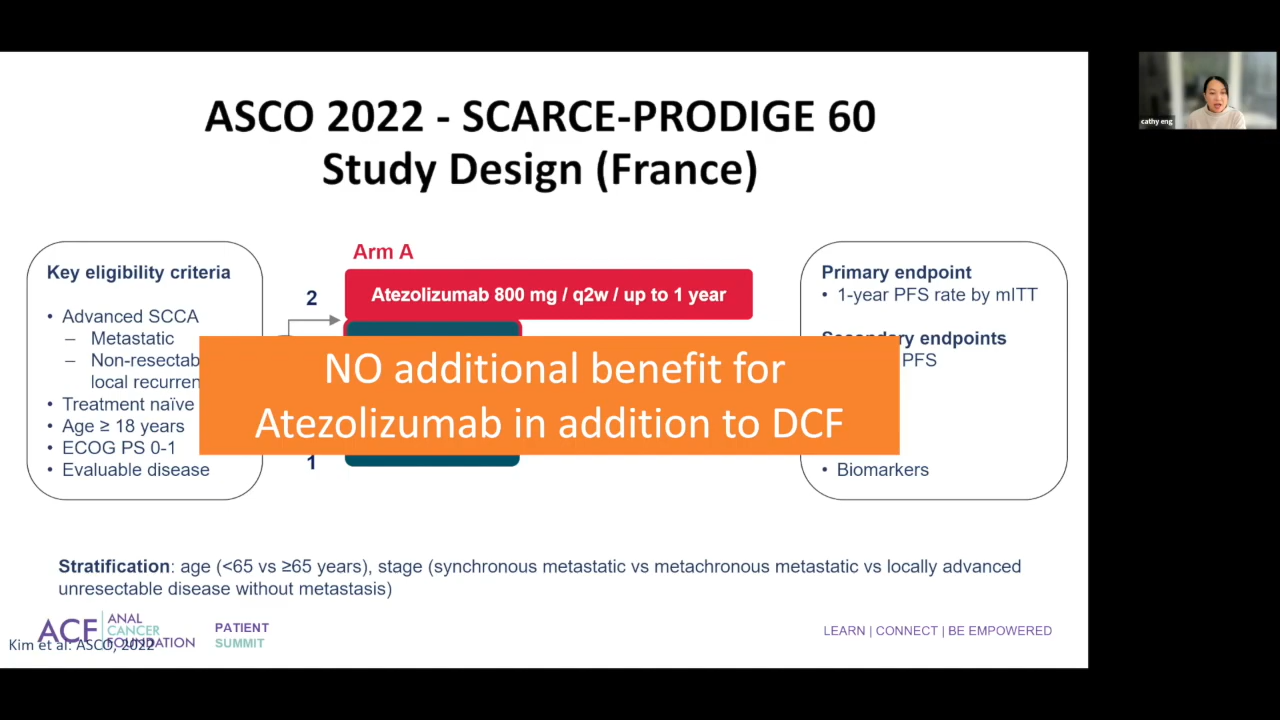 ASCO 2022 - SCARCE-PRODIGE 60
Study Design (France)
cathy eng
Key eligibility criteria
• Advanced SCCA
– Metastatic
– Non-resectab
local recurren
• Treatment naïve
• Age ≥ 18 years
• ECOG PS 0-1
• Evaluable disease
Arm A
2
Atezolizumab 800 mg / q2w / up to 1 year
NO additional benefit for
Atezolizumab in addition to DCF
1
Primary endpoint
• 1-year PFS rate by mITT
Secondary endpoints
PFS
• Biomarkers
Stratification: age (<65 vs ≥65 years), stage (synchronous metastatic vs metachronous metastatic vs locally advanced
unresectable disease without metastasis)
ACF ANAL
CANCER
FOUNDATION
PATIENT
SUMMIT
Kim et al: ASCO, 2022
LEARN | CONNECT | BE EMPOWERED